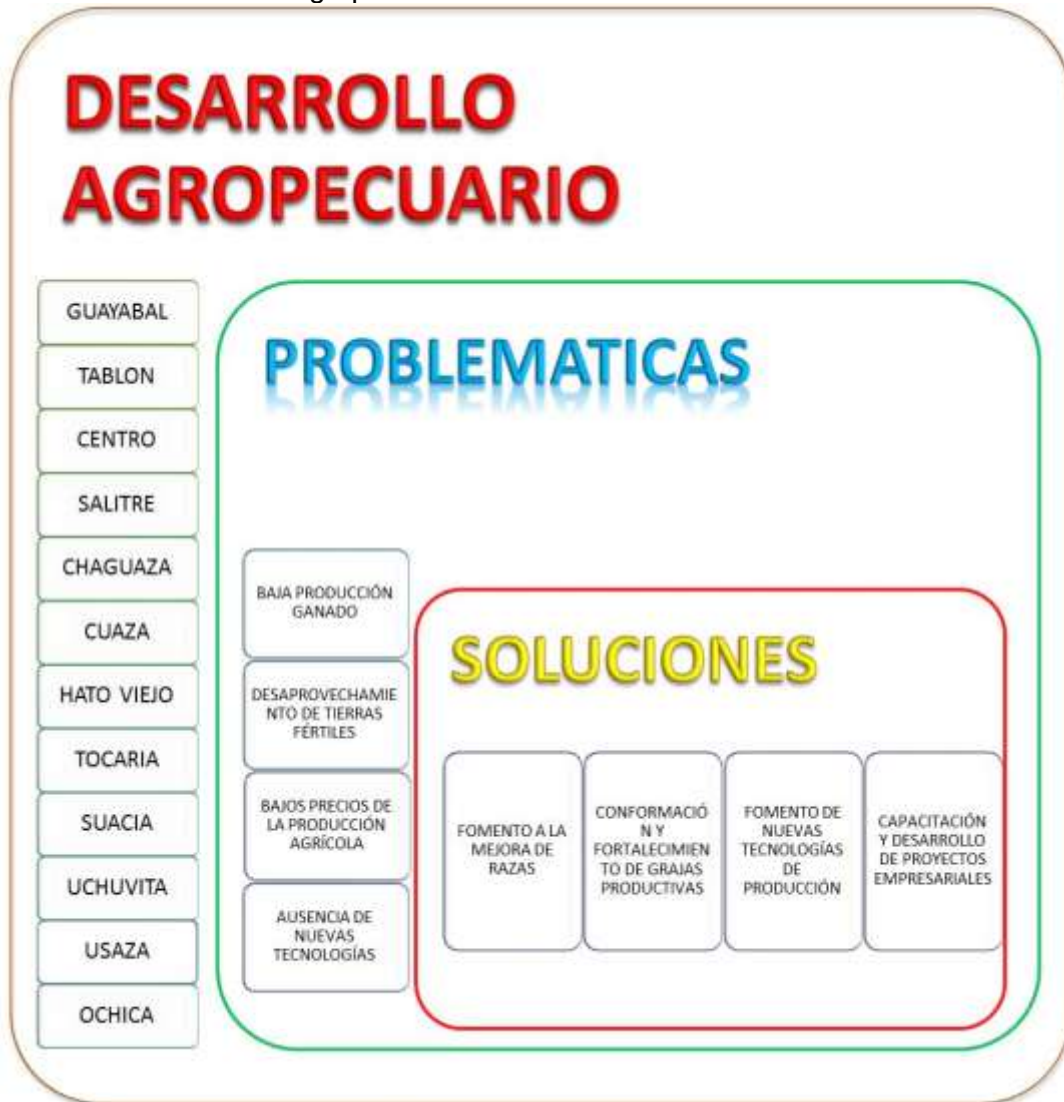 DESARROLLO
AGROPECUARIO
GUAYABAL
TABLON
CENTRO
SALITRE
CHAGUAZA
CUAZA
HATO VIEJO
TOCARIA
SUACIA
UCHUVITA
USAZA
OCHICA
PROBLEMATICAS
BAJA PRODUCCIÓN
GANADO
DESAPROVECHAMIE
NTO DE TIERRAS
FÉRTILES
BAJOS PRECIOS DE
LA PRODUCCIÓN
AGRÍCOLA
AUSENCIA DE
NUEVAS
TECNOLOGÍAS
SOLUCIONES
FOMENTO A LA
MEJORA DE
RAZAS
CONFORMACIÓ
N Y
FORTALECIMIEN
TO DE GRAJAS
PRODUCTIVAS
FOMENTO DE
NUEVAS
TECNOLOGÍAS
DE
PRODUCCIÓN
CAPACITACIÓN
Y DESARROLLO
DE PROYECTOS
EMPRESARIALES